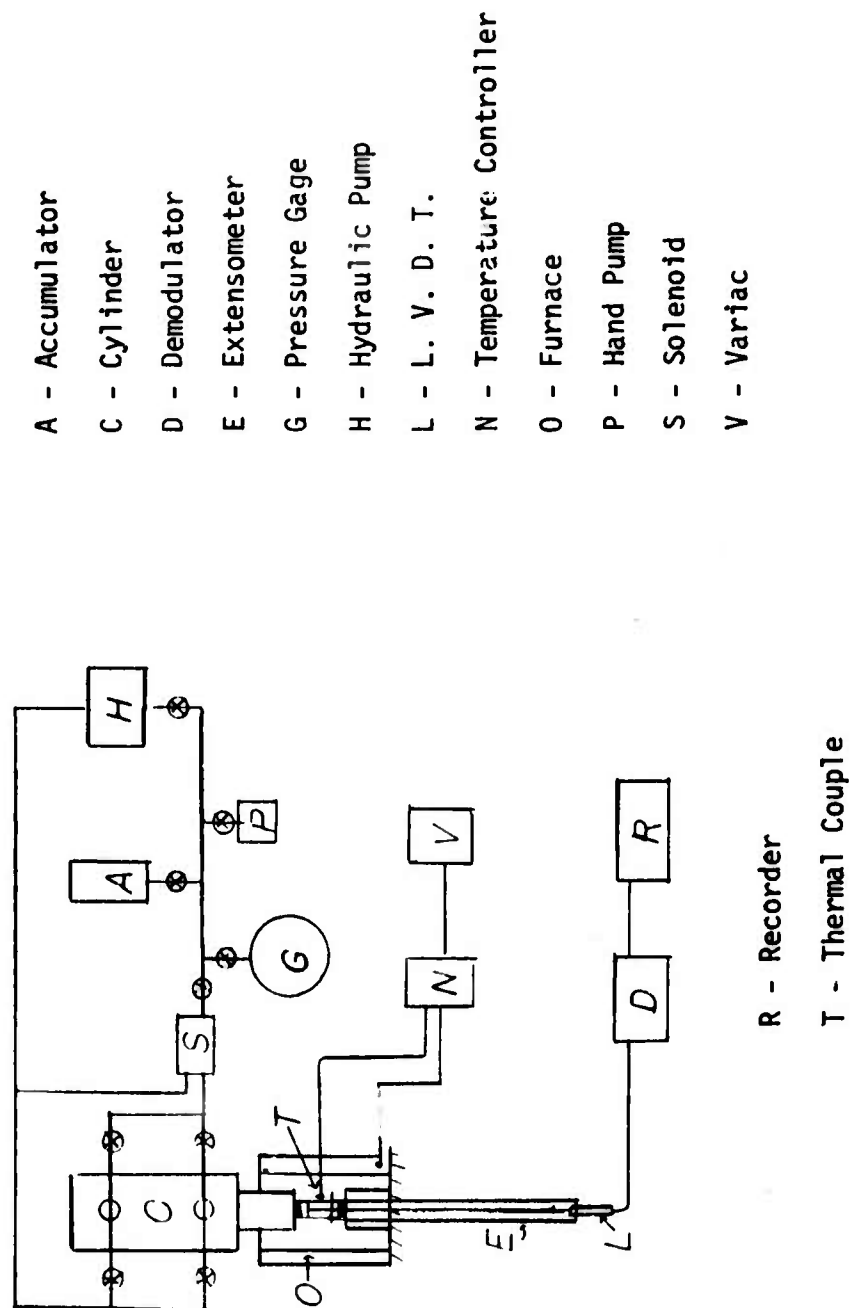 A - Accumulator
C - Cylinder
D - Demodulator
E - Extensometer
G - Pressure Gage
H - Hydraulic Pump
L - L. V. D. T.
N - Temperature Controller
O - Furnace
P - Hand Pump
S - Solenoid
V - Variac
R - Recorder
T - Thermal Couple
H
A
P
G
S
C
T
N
V
O
E
L
D
R